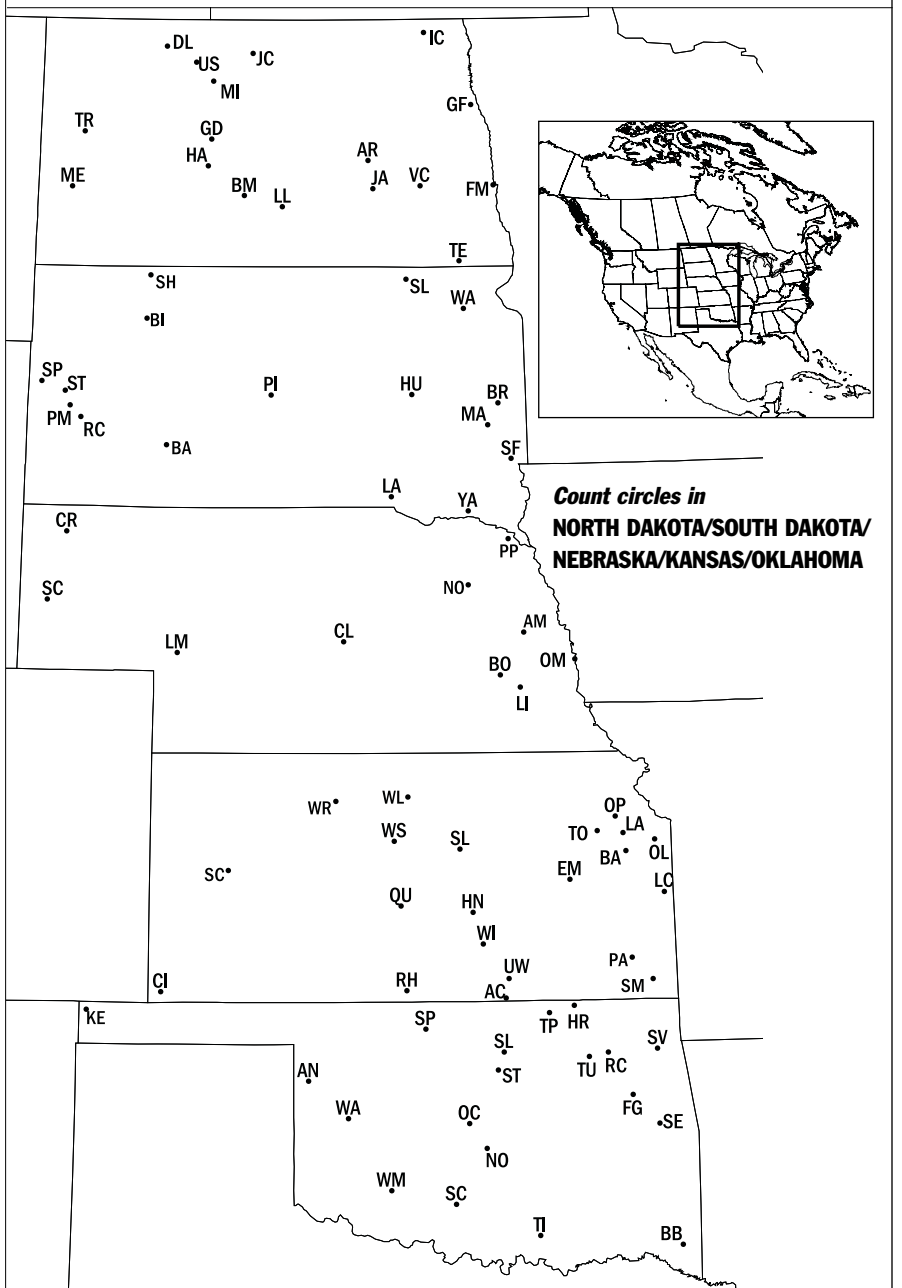 IC
DL
JC
US
MI
GF
TR
GD
HA
AR
ME
BM
LL
JA
VC
FM
TE
SH
SL
WA
BI
SP
ST
PI
HU
BR
PM
RC
MA
BA
SF
LA
YA
Count circles in
NORTH DAKOTA/SOUTH DAKOTA/
NEBRASKA/KANSAS/OKLAHOMA
CR
PP
SC
NO
AM
LM
CL
BO
OM
LI
WR
WL
OP
WS
SL
TO
LA
BA
OL
SC
EM
LC
QU
HN
WI
PA
CI
RH
UW
SM
AC
KE
SP
TP
HR
SL
SV
AN
ST
TU
RC
WA
OC
FG
SE
NO
WM
SC
TI
BB